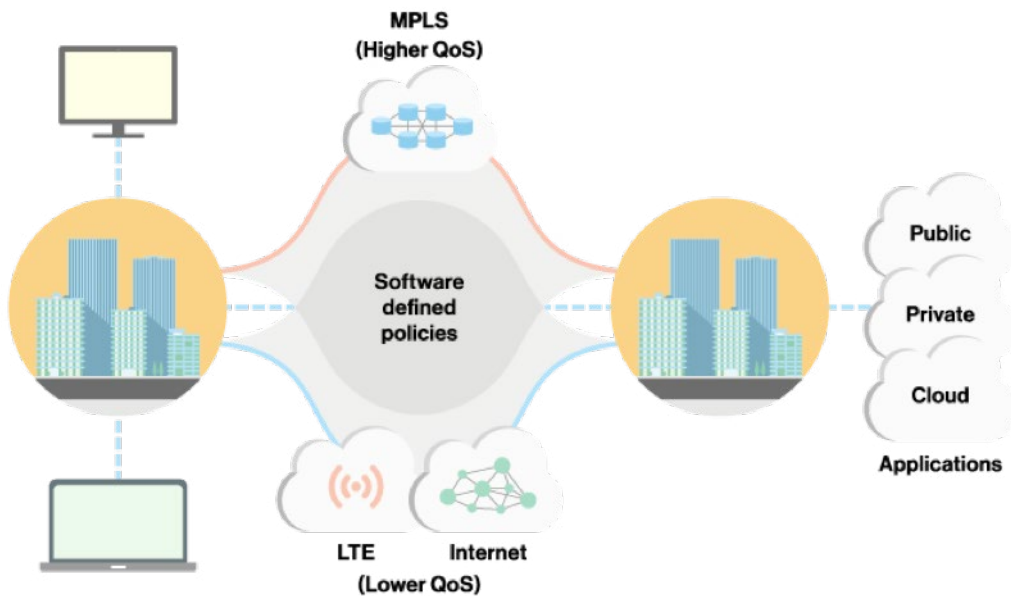 MPLS
(Higher QoS)
Software
defined
policies
Public
Private
Cloud
Applications
LTE
Internet
(Lower QoS)